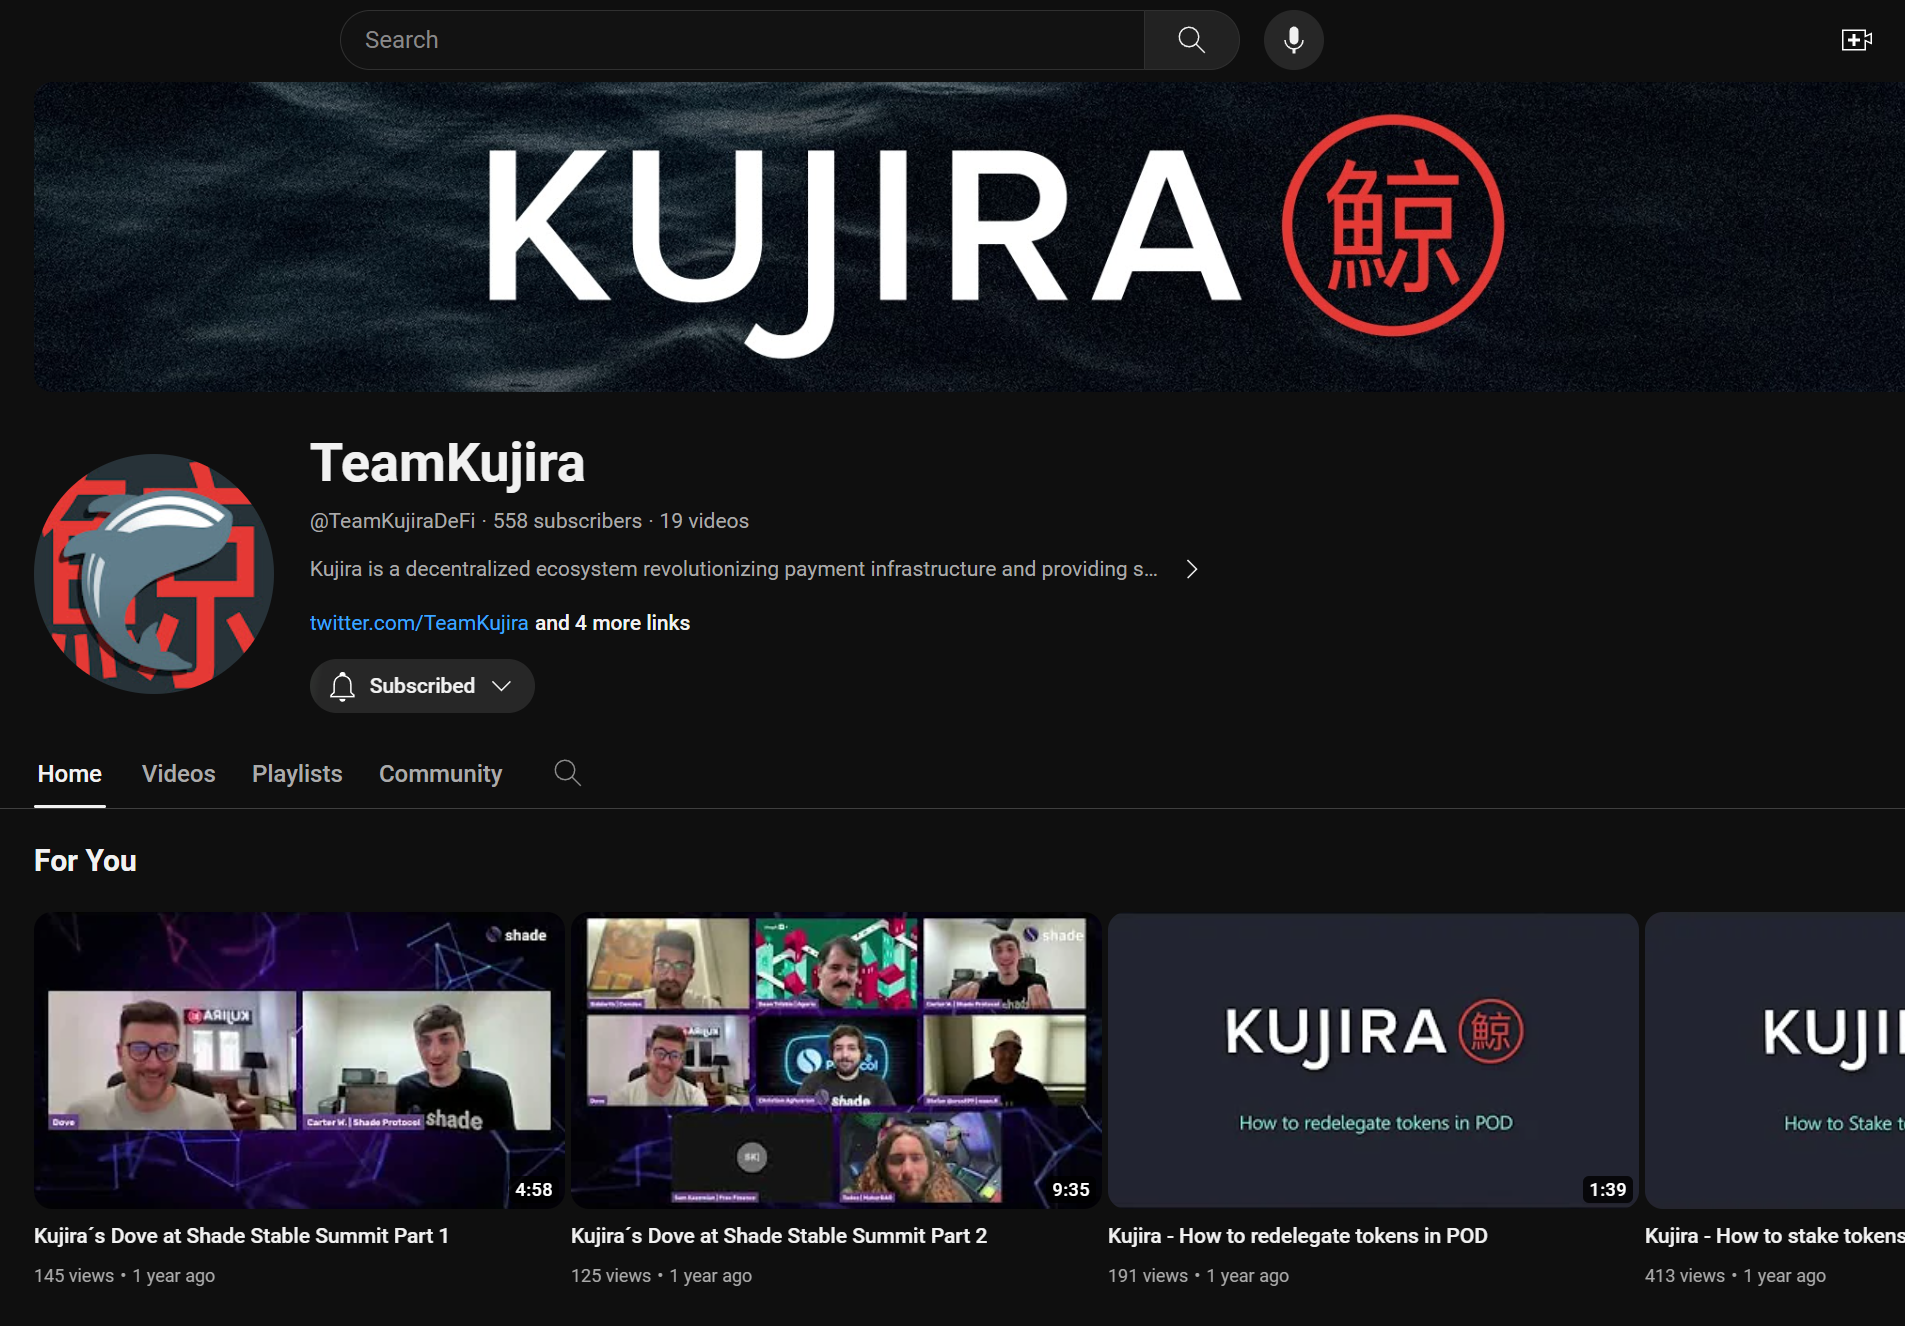 Search
KUJIRA 鯨
TeamKujira
@TeamKujiraDeFi · 558 subscribers · 19 videos
Kujira is a decentralized ecosystem revolutionizing payment infrastructure and providing s...
twitter.com/TeamKujira and 4 more links
Subscribed
Home Videos Playlists Community
For You
shade
Dove
Carter W. | Shade Protocol
shade
4:58
shade
Carter W. | Shade Protocol
Dove
shade
9:35
KUJIRA 鯨
How to redelegate tokens in POD
1:39
KUJI
How to Stake t
Kujira´s Dove at Shade Stable Summit Part 1
145 views • 1 year ago
Kujira´s Dove at Shade Stable Summit Part 2
125 views • 1 year ago
Kujira - How to redelegate tokens in POD
191 views • 1 year ago
Kujira - How to stake tokens
413 views • 1 year ago